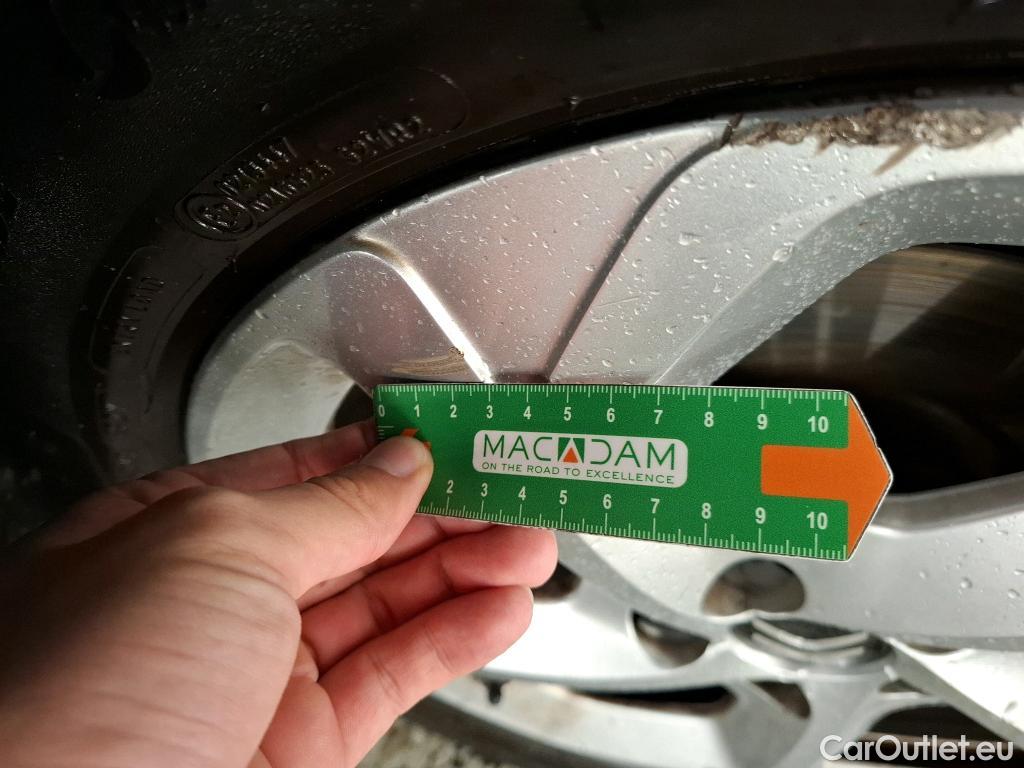 0 1 2 3 4 5 6 7 8 9 10
MACADAM
ON THE ROAD TO EXCELLENCE
2 3 4 5 6 7 8 9 10
CarOutlet.eu